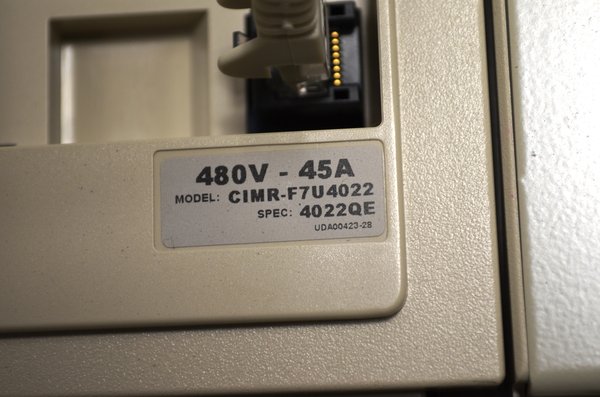 480V - 45A
MODEL: CIMR-F7U4022
SPEC: 4022QE
UDA00423-28